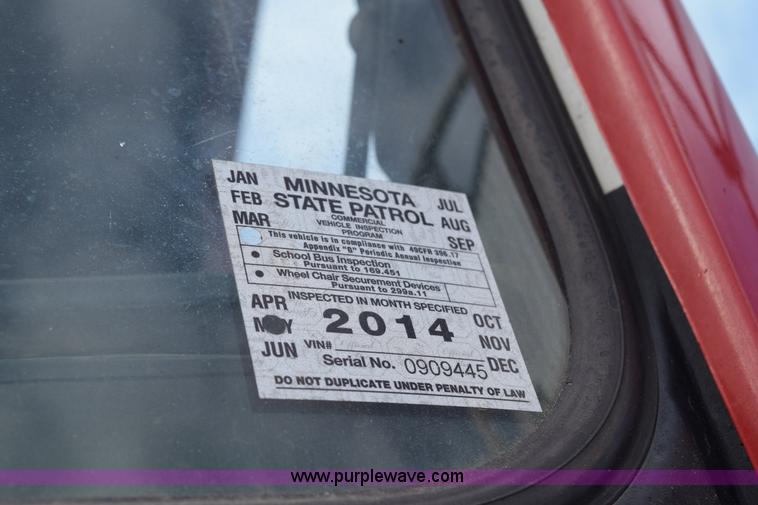 JAN MINNESOTA JUL
FEB STATE PATROL AUG
MAR COMMERCIAL SEP
VEHICLE INSPECTION
PROGRAM
This vehicle is in compliance with 49CFR 396.17
Appendix "G" Periodic Annual Inspection
• School Bus Inspection
Pursuant to 169.451
• Wheel Chair Securement Devices
Pursuant to 299a.11
APR INSPECTED IN MONTH SPECIFIED OCT
MAY 2014 NOV
JUN VIN# DEC
Serial No. 0909445
DO NOT DUPLICATE UNDER PENALTY OF LAW
www.purplewave.com